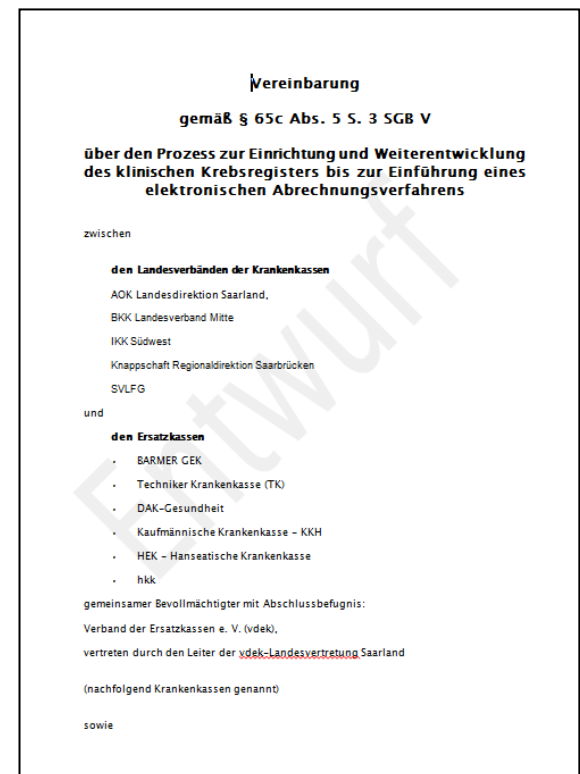 Vereinbarung
gemäß § 65c Abs. 5 S. 3 SGB V
über den Prozess zur Einrichtung und Weiterentwicklung
des klinischen Krebsregisters bis zur Einführung eines
elektronischen Abrechnungsverfahrens
zwischen
den Landesverbänden der Krankenkassen
AOK Landesdirektion Saarland,
BKK Landesverband Mitte
IKK Südwest
Knappschaft Regionaldirektion Saarbrücken
SVLFG
und
den Ersatzkassen
- BARMER GEK
- Techniker Krankenkasse (TK)
- DAK-Gesundheit
- Kaufmännische Krankenkasse – KKH
- HEK – Hanseatische Krankenkasse
- hkk
gemeinsamer Bevollmächtigter mit Abschlussbefugnis:
Verband der Ersatzkassen e. V. (vdek),
vertreten durch den Leiter der vdek-Landesvertretung Saarland
(nachfolgend Krankenkassen genannt)
sowie
Entwurf